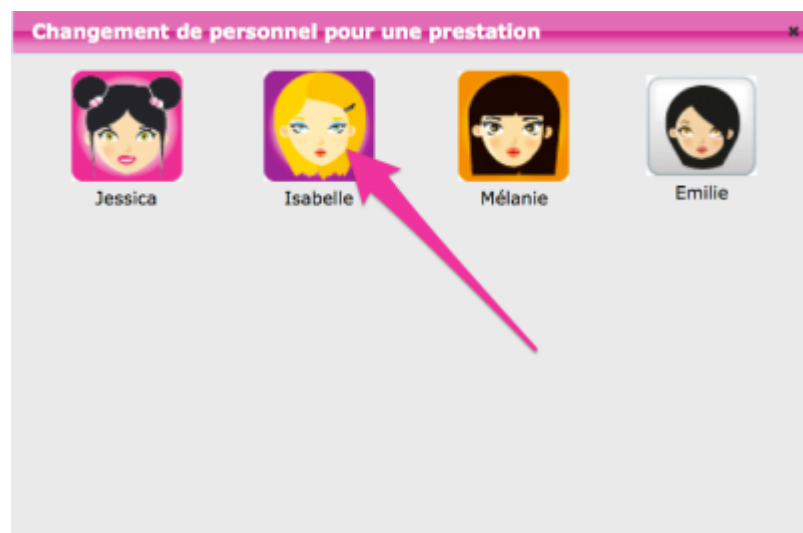 Changement de personnel pour une prestation
Jessica
Isabelle
Mélanie
Emilie